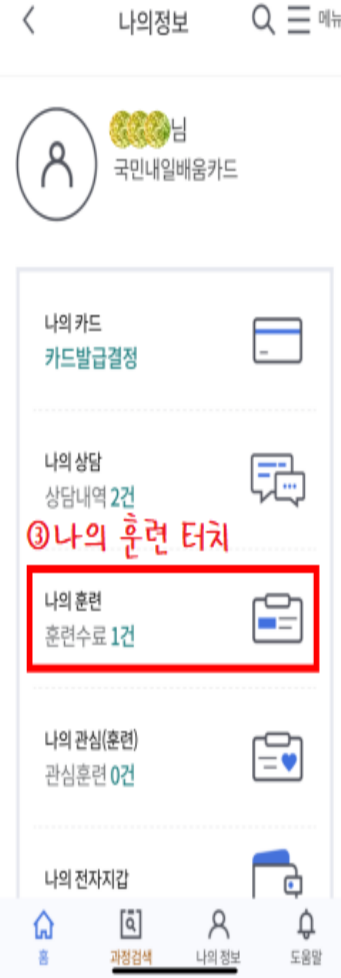 나의정보
메뉴
님
국민내일배움카드
나의 카드
카드발급결정
나의 상담
상담내역 2건
③나의 훈련 터치
나의 훈련
훈련수료 1건
나의 관심(훈련)
관심훈련 0건
나의 전자지갑
홈
과정검색
나의 정보
도움말